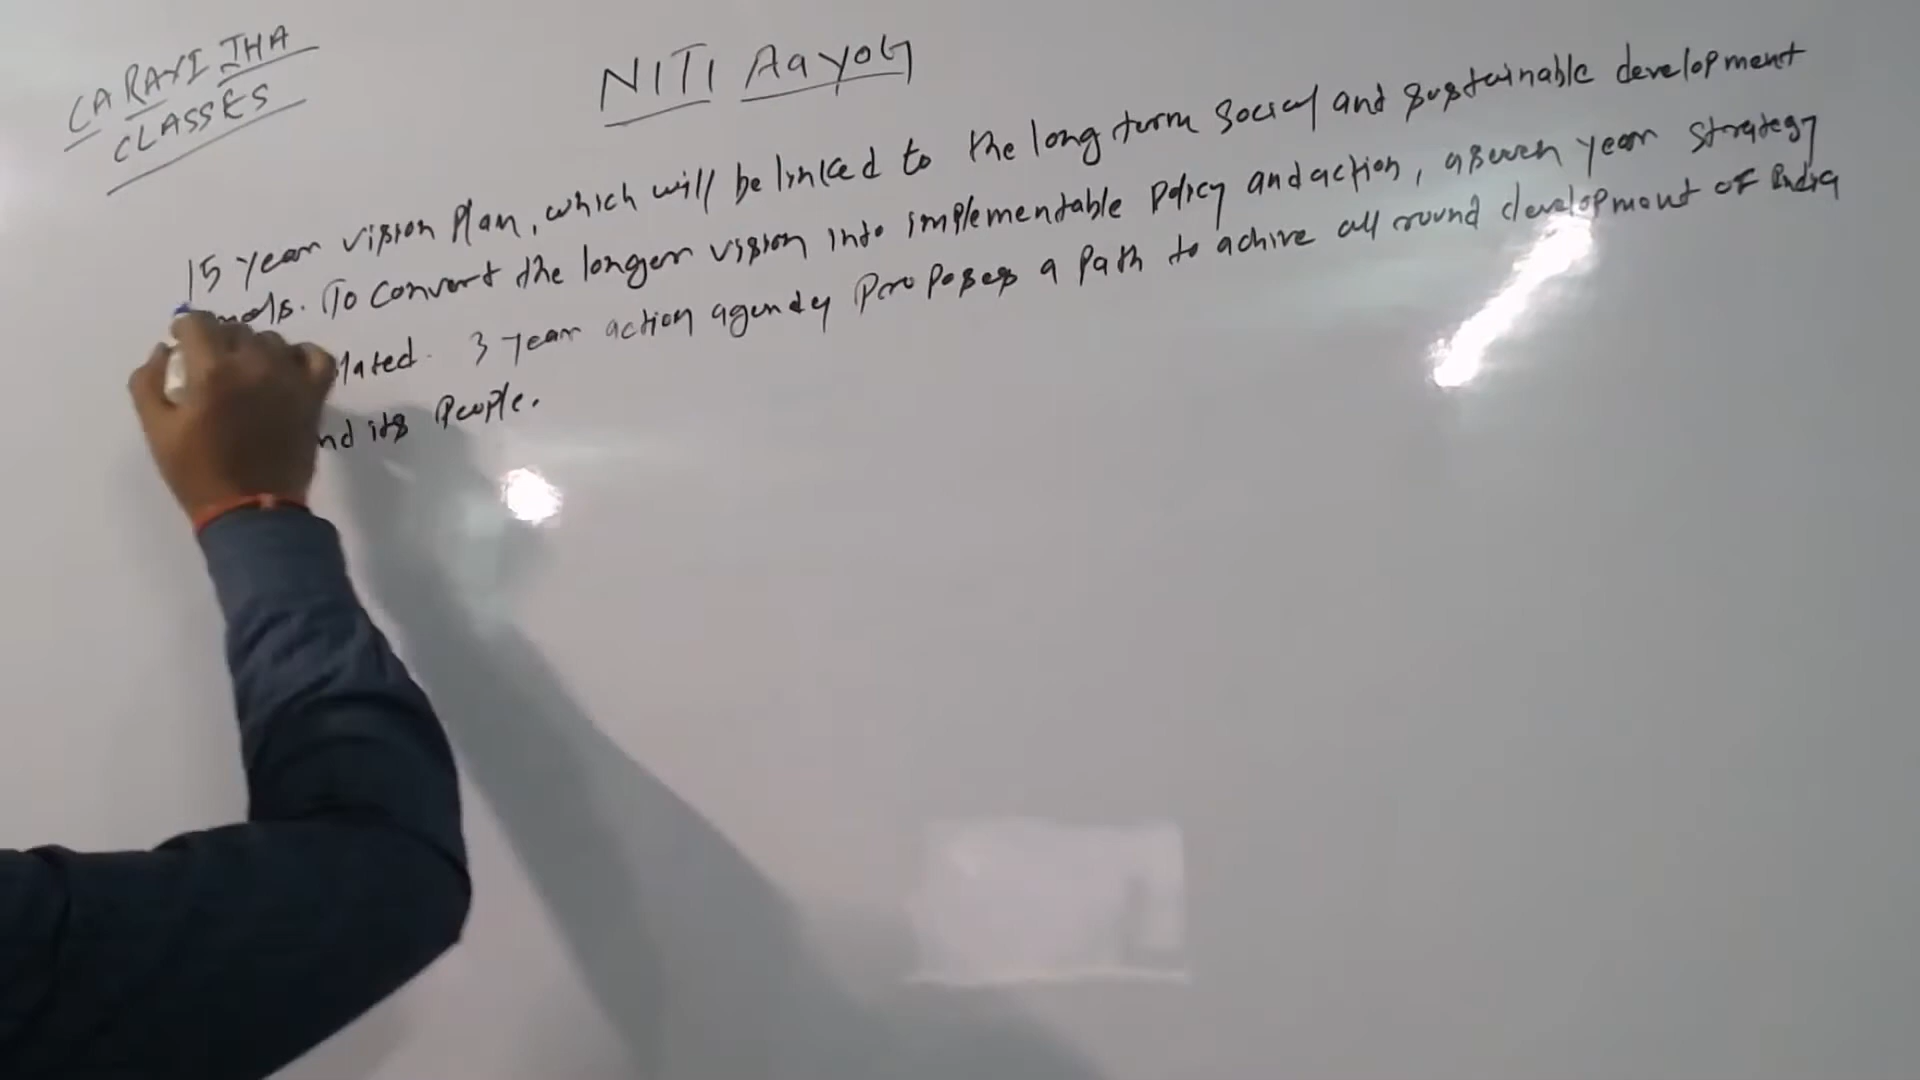 CA RAVI JHA
CLASSES
NITI Aayog
15 year vision plan, which will be linked to the long term social and sustainable development
To convert the longer vision into implementable policy and action, a seven year strategy
lated. 3 year action agenda proposes a path to achive all round development of India
nd its people.